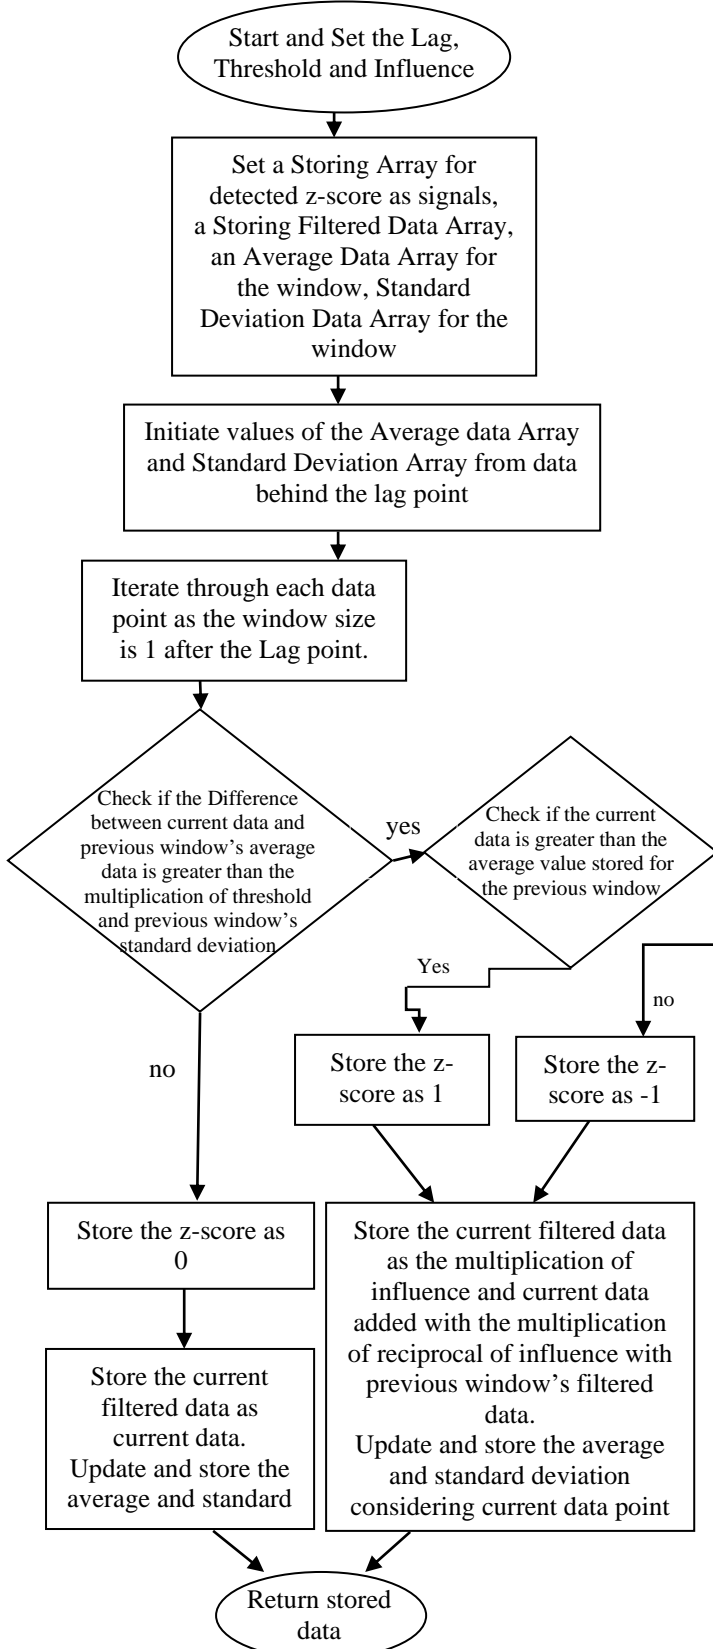 Start and Set the Lag,
Threshold and Influence
Set a Storing Array for
detected z-score as signals,
a Storing Filtered Data Array,
an Average Data Array for
the window, Standard
Deviation Data Array for the
window
Initiate values of the Average data Array
and Standard Deviation Array from data
behind the lag point
Iterate through each data
point as the window size
is 1 after the Lag point.
Check if the Difference
between current data and
previous window's average
data is greater than the
multiplication of threshold
and previous window's
standard deviation
yes
Check if the current
data is greater than the
average value stored for
the previous window
Yes
no
no
Store the z-
score as 1
Store the z-
score as -1
Store the z-score as
0
Store the current
filtered data as
current data.
Update and store the
average and standard
Store the current filtered data
as the multiplication of
influence and current data
added with the multiplication
of reciprocal of influence with
previous window's filtered
data.
Update and store the average
and standard deviation
considering current data point
Return stored
data